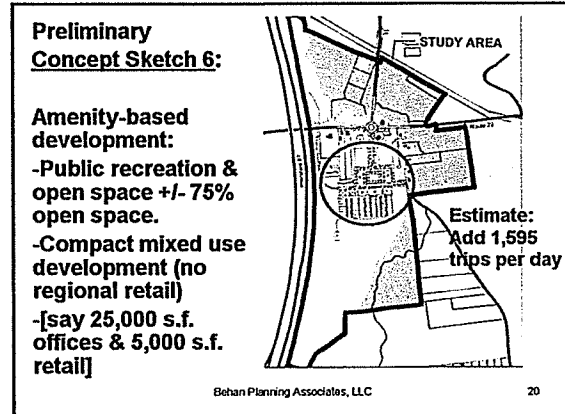 Preliminary
Concept Sketch 6:
Amenity-based
development:
-Public recreation &
open space +/- 75%
open space.
-Compact mixed use
development (no
regional retail)
-[say 25,000 s.f.
offices & 5,000 s.f.
retail]
STUDY AREA
Estimate:
Add 1,595
trips per day
Behan Planning Associates, LLC
20